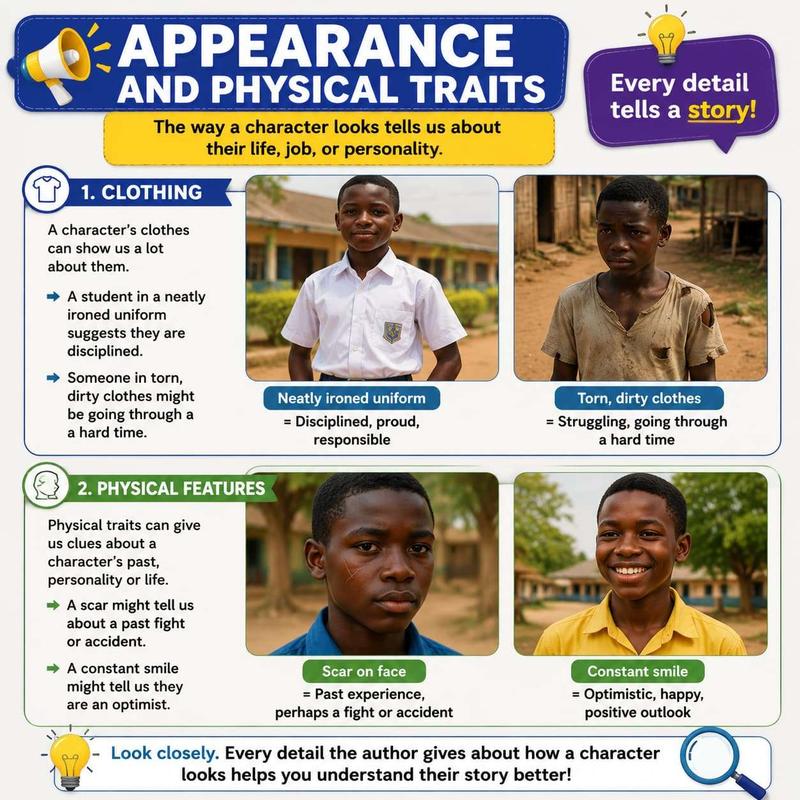 APPEARANCE
AND PHYSICAL TRAITS
The way a character looks tells us about
their life, job, or personality.
Every detail
tells a story!
1. CLOTHING
A character's clothes
can show us a lot
about them.
A student in a neatly
ironed uniform
suggests they are
disciplined.
Someone in torn,
dirty clothes might
be going through a
a hard time.
Neatly ironed uniform
= Disciplined, proud,
responsible
Torn, dirty clothes
= Struggling, going through
a hard time
2. PHYSICAL FEATURES
Physical traits can give
us clues about a
character's past,
personality or life.
A scar might tell us
about a past fight
or accident.
A constant smile
might tell us they
are an optimist.
Scar on face
= Past experience,
perhaps a fight or accident
Constant smile
= Optimistic, happy,
positive outlook
Look closely. Every detail the author gives about how a character
looks helps you understand their story better!